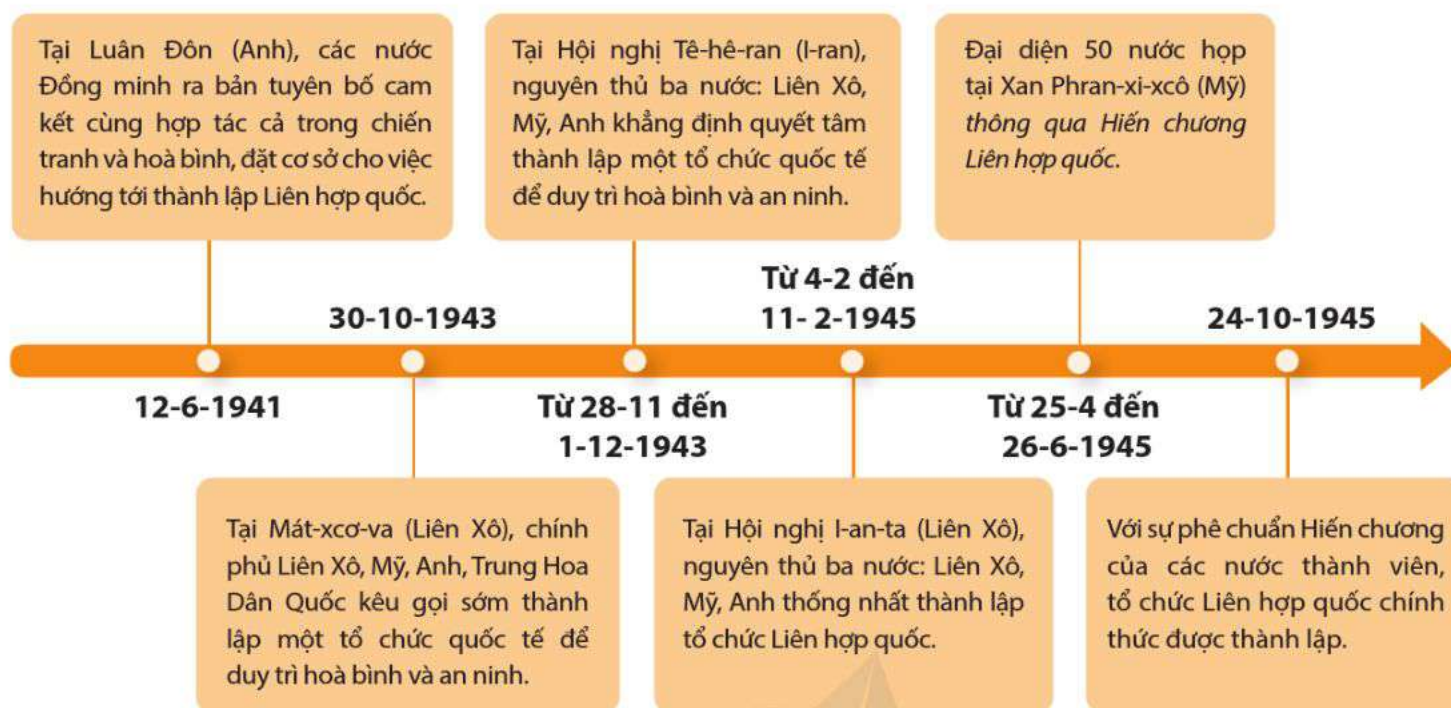 Tại Luân Đôn (Anh), các nước
Đồng minh ra bản tuyên bố cam
kết cùng hợp tác cả trong chiến
tranh và hoà bình, đặt cơ sở cho việc
hướng tới thành lập Liên hợp quốc.
Tại Hội nghị Tê-hê-ran (I-ran),
nguyên thủ ba nước: Liên Xô,
Mỹ, Anh khẳng định quyết tâm
thành lập một tổ chức quốc tế
để duy trì hoà bình và an ninh.
Đại diện 50 nước họp
tại Xan Phran-xi-xcô (Mỹ)
thông qua Hiến chương
Liên hợp quốc.
30-10-1943
Từ 4-2 đến
11- 2-1945
24-10-1945
12-6-1941
Từ 28-11 đến
1-12-1943
Từ 25-4 đến
26-6-1945
Tại Mát-xcơ-va (Liên Xô), chính
phủ Liên Xô, Mỹ, Anh, Trung Hoa
Dân Quốc kêu gọi sớm thành
lập một tổ chức quốc tế để
duy trì hoà bình và an ninh.
Tại Hội nghị I-an-ta (Liên Xô),
nguyên thủ ba nước: Liên Xô,
Mỹ, Anh thống nhất thành lập
tổ chức Liên hợp quốc.
Với sự phê chuẩn Hiến chương
của các nước thành viên,
tổ chức Liên hợp quốc chính
thức được thành lập.